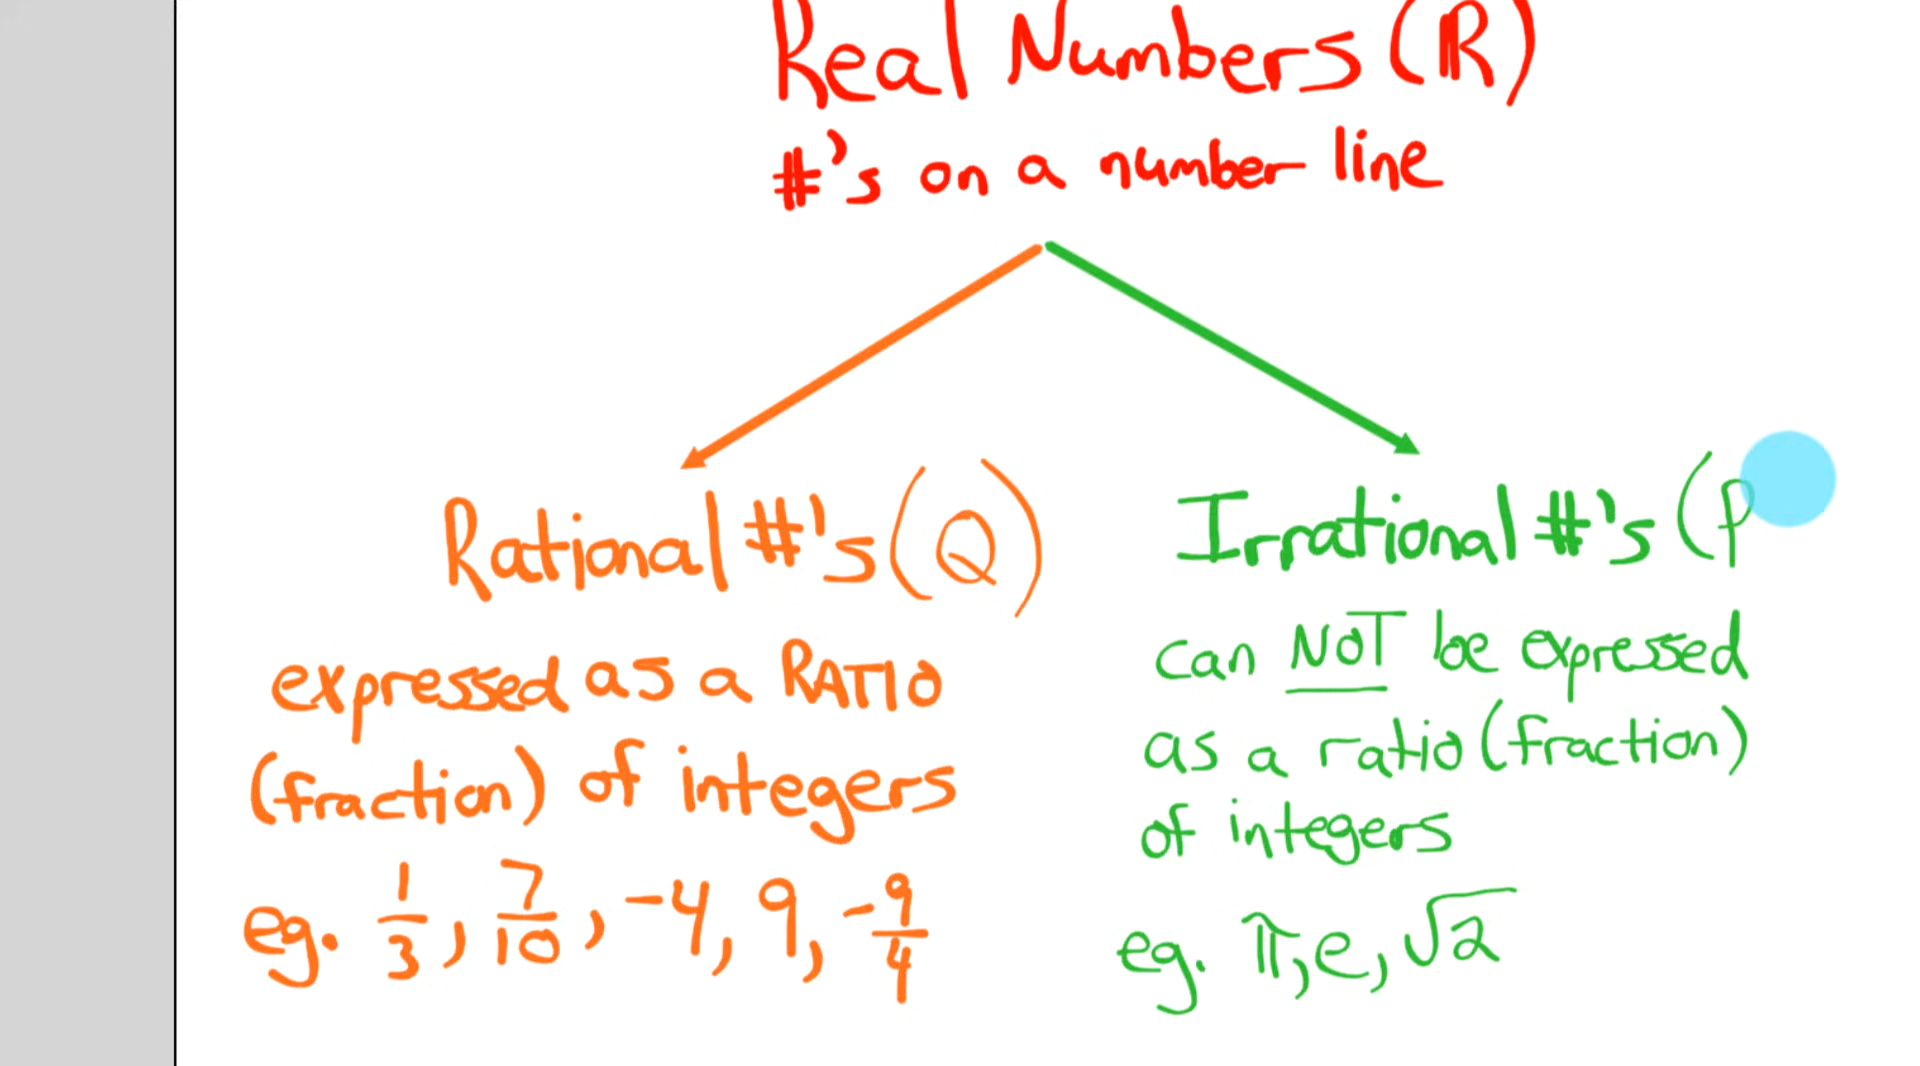 Real Numbers (ℝ)
#'s on a number line
Rational #'s (Q)
expressed as a RATIO
(fraction) of integers
eg. 1/3, 7/10, -4, 9, -9/4
Irrational #'s (P
can NOT be expressed
as a ratio (fraction)
of integers
eg. π, e, √2